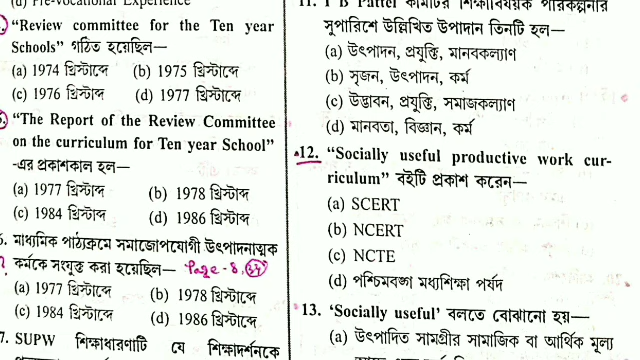 (d) Pre-vocational Experience
"Review committee for the Ten year
Schools" গঠিত হয়েছিল—
(a) 1974 খ্রিস্টাব্দে (b) 1975 খ্রিস্টাব্দে
(c) 1976 খ্রিস্টাব্দ (d) 1977 খ্রিস্টাব্দে
"The Report of the Review Committee
on the curriculum for Ten year School"
-এর প্রকাশকাল হল—
(a) 1977 খ্রিস্টাব্দ (b) 1978 খ্রিস্টাব্দ
(c) 1984 খ্রিস্টাব্দ (d) 1986 খ্রিস্টাব্দ
6. মাধ্যমিক পাঠ্যক্রমে সমাজোপযোগী উৎপাদনাত্মক
কর্মকে সংযুক্ত করা হয়েছিল— Page - 8,
(a) 1977 খ্রিস্টাব্দে (b) 1978 খ্রিস্টাব্দে
(c) 1984 খ্রিস্টাব্দে (d) 1986 খ্রিস্টাব্দে
7. SUPW শিক্ষাধারণাটি যে শিক্ষাদর্শনকে
11. I B Pattel কমিটির শিক্ষাবিষয়ক পরিকল্পনার
সুপারিশে উল্লিখিত উপাদান তিনটি হল—
(a) উৎপাদন, প্রযুক্তি, মানবকল্যাণ
(b) সৃজন, উৎপাদন, কর্ম
(c) উদ্ভাবন, প্রযুক্তি, সমাজকল্যাণ
(d) মানবতা, বিজ্ঞান, কর্ম
12. "Socially useful productive work cur-
riculum" বইটি প্রকাশ করেন—
(a) SCERT
(b) NCERT
(c) NCTE
(d) পশ্চিমবঙ্গ মধ্যশিক্ষা পর্ষদ
13. 'Socially useful' বলতে বোঝানো হয়—
(a) উৎপাদিত সামগ্রীর সামাজিক বা আর্থিক মূল্য